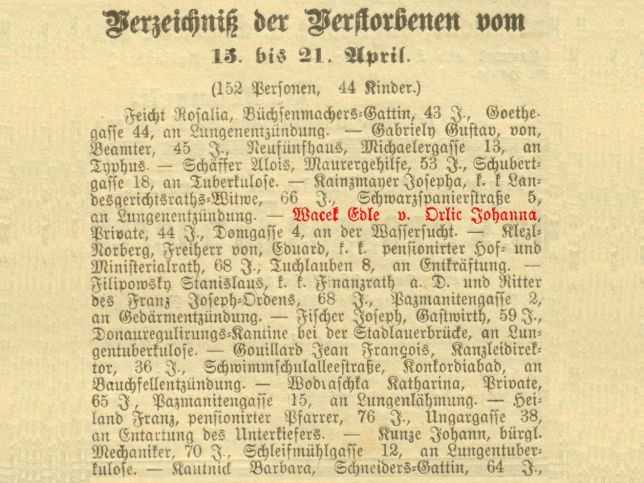 Verzeichniß der Verstorbenen vom
15. bis 21. April.
(152 Personen, 44 Kinder.)
Feicht Rosalia, Büchsenmachers-Gattin, 43 J., Goethe-
gasse 44, an Lungenentzündung. — Gabriely Gustav, von,
Beamter, 45 J., Neufünfhaus, Michaelergasse 13, an
Typhus. — Schäffer Alois, Maurergehilfe, 53 J., Schubert-
gasse 18, an Tuberkulose. — Kainzmayer Josepha, k. k Lan-
desgerichtsraths-Witwe, 66 J., Schwarzspanierstraße 5,
an Lungenentzündung. — Wacek Edle v. Orlic Johanna,
Private, 44 J., Domgasse 4, an der Wassersucht. — Klezl-
Norberg, Freiherr von, Eduard, k. k. pensionirter Hof- und
Ministerialrath, 68 J., Tuchlauben 8, an Entkräftung. —
Filipowsky Stanislaus, k. k. Finanzrath a. D. und Ritter
des Franz Joseph-Ordens, 68 J., Pazmanitengasse 2,
an Gedärmentzündung. — Fischer Joseph, Gastwirth, 59 J.,
Donauregulirungs-Kantine bei der Stadlauerbrücke, an Lun-
gentuberkulose. — Gouillard Jean François, Kanzleidirek-
tor, 36 J., Schwimmschulalleestraße, Konkordiabad, an
Bauchfellentzündung. — Wodiaschka Katharina, Private,
65 J., Pazmanitengasse 15, an Lungenlähmung. — Hei-
land Franz, pensionirter Pfarrer, 76 J., Ungargasse 38,
an Entartung des Unterkiefers. — Kunze Johann, bürgl.
Mechaniker, 70 J., Schleifmühlgasse 12, an Lungentuber-
kulose. — Kautnick Barbara, Schneiders-Gattin, 64 J.,